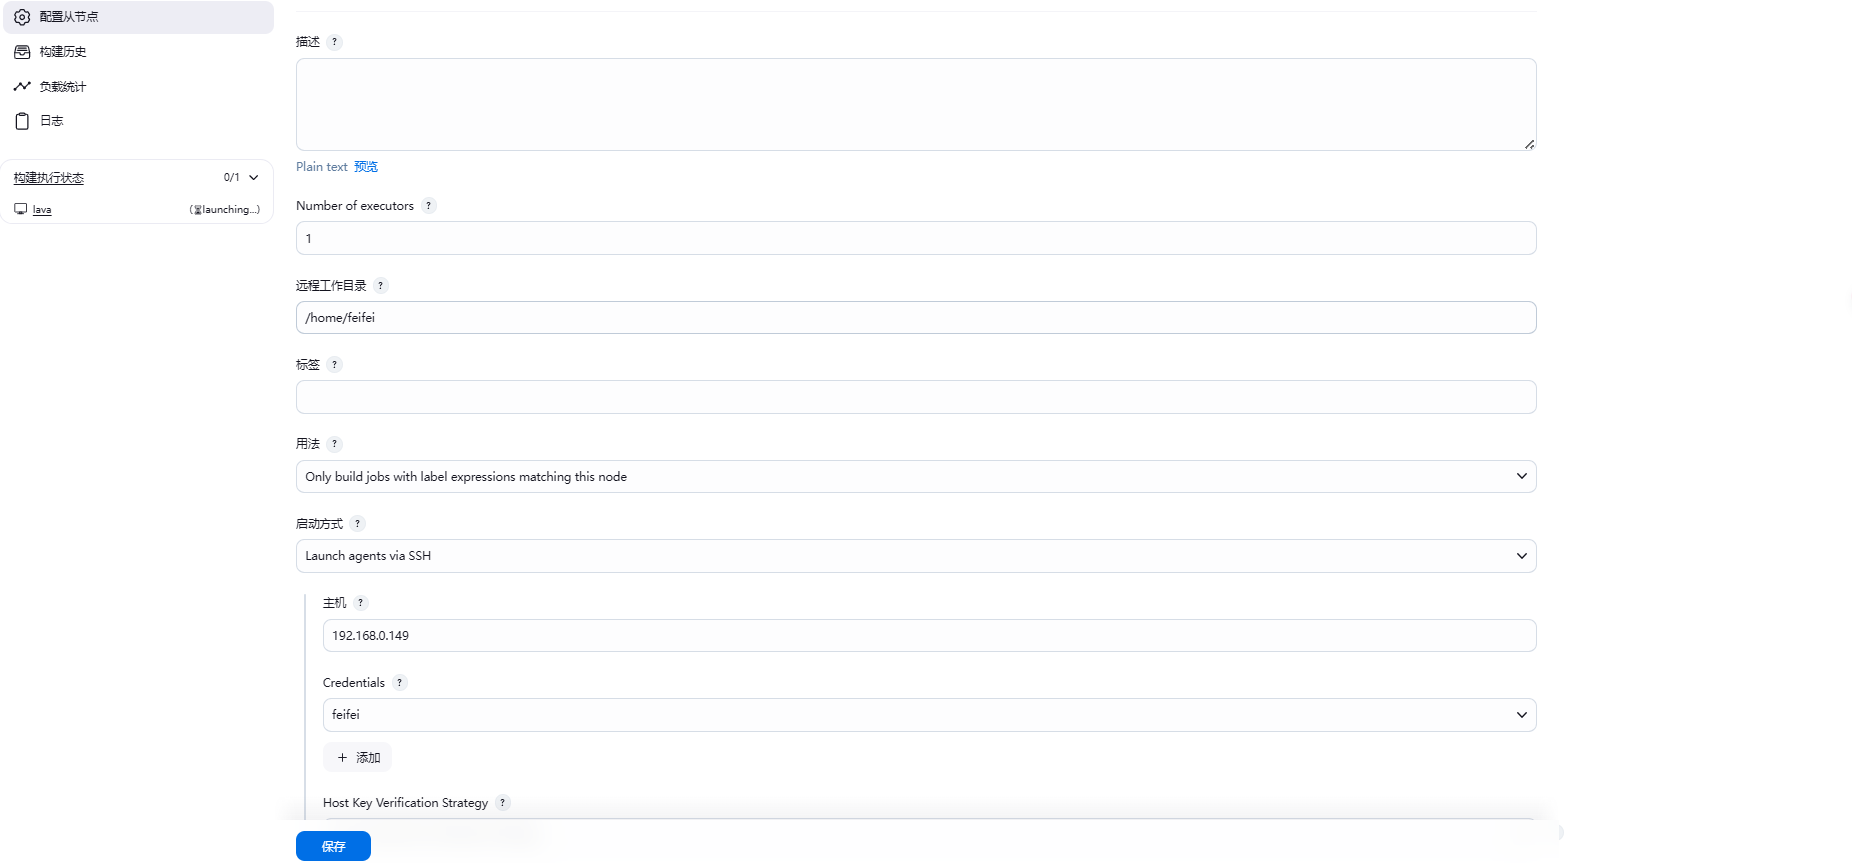 配置从节点
构建历史
负载统计
日志
构建执行状态
0/1
lava
(launching...)
描述 ?
Plain text 预览
Number of executors ?
1
远程工作目录 ?
/home/feifei
标签 ?
用法 ?
Only build jobs with label expressions matching this node
启动方式 ?
Launch agents via SSH
主机 ?
192.168.0.149
Credentials ?
feifei
+ 添加
Host Key Verification Strategy ?
保存